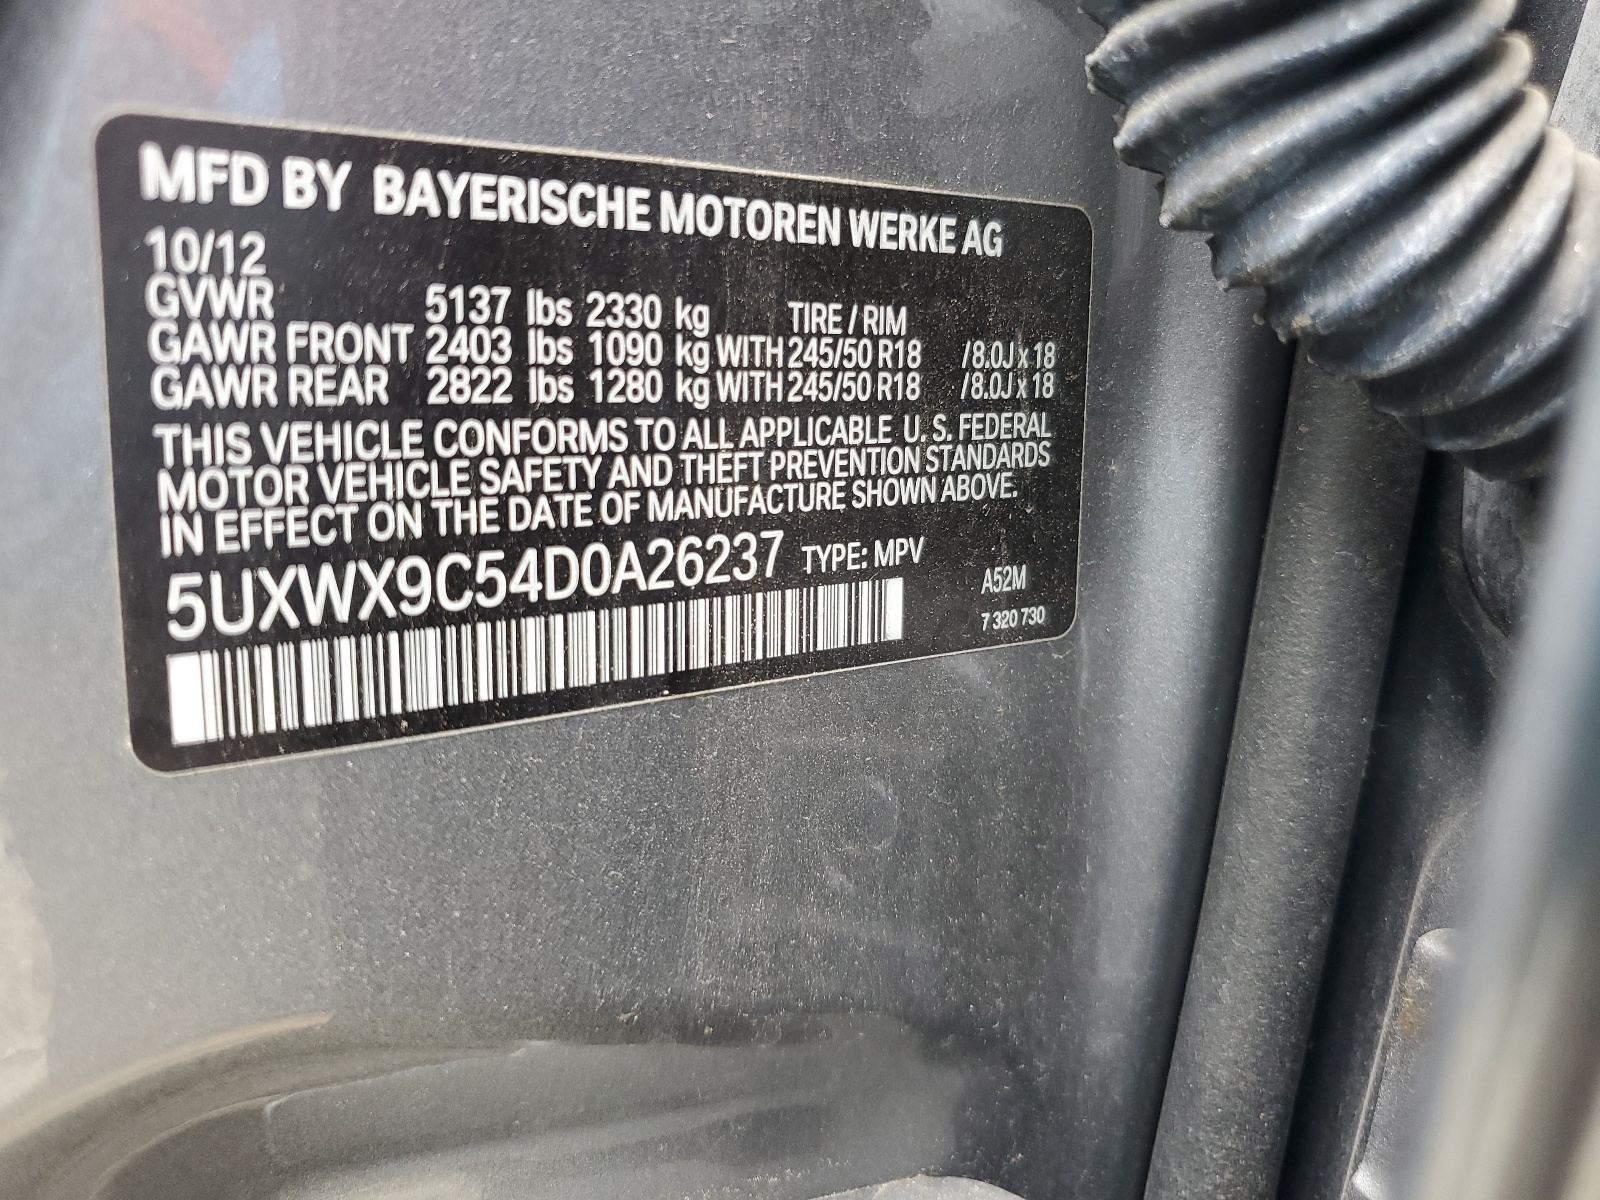 MFD BY BAYERISCHE MOTOREN WERKE AG
10/12
GVWR 5137 lbs 2330 kg TIRE / RIM
GAWR FRONT 2403 lbs 1090 kg WITH 245/50 R18 /8.0J x 18
GAWR REAR 2822 lbs 1280 kg WITH 245/50 R18 /8.0J x 18
THIS VEHICLE CONFORMS TO ALL APPLICABLE U. S. FEDERAL
MOTOR VEHICLE SAFETY AND THEFT PREVENTION STANDARDS
IN EFFECT ON THE DATE OF MANUFACTURE SHOWN ABOVE.
5UXWX9C54D0A26237 TYPE: MPV
A52M
7 320 730